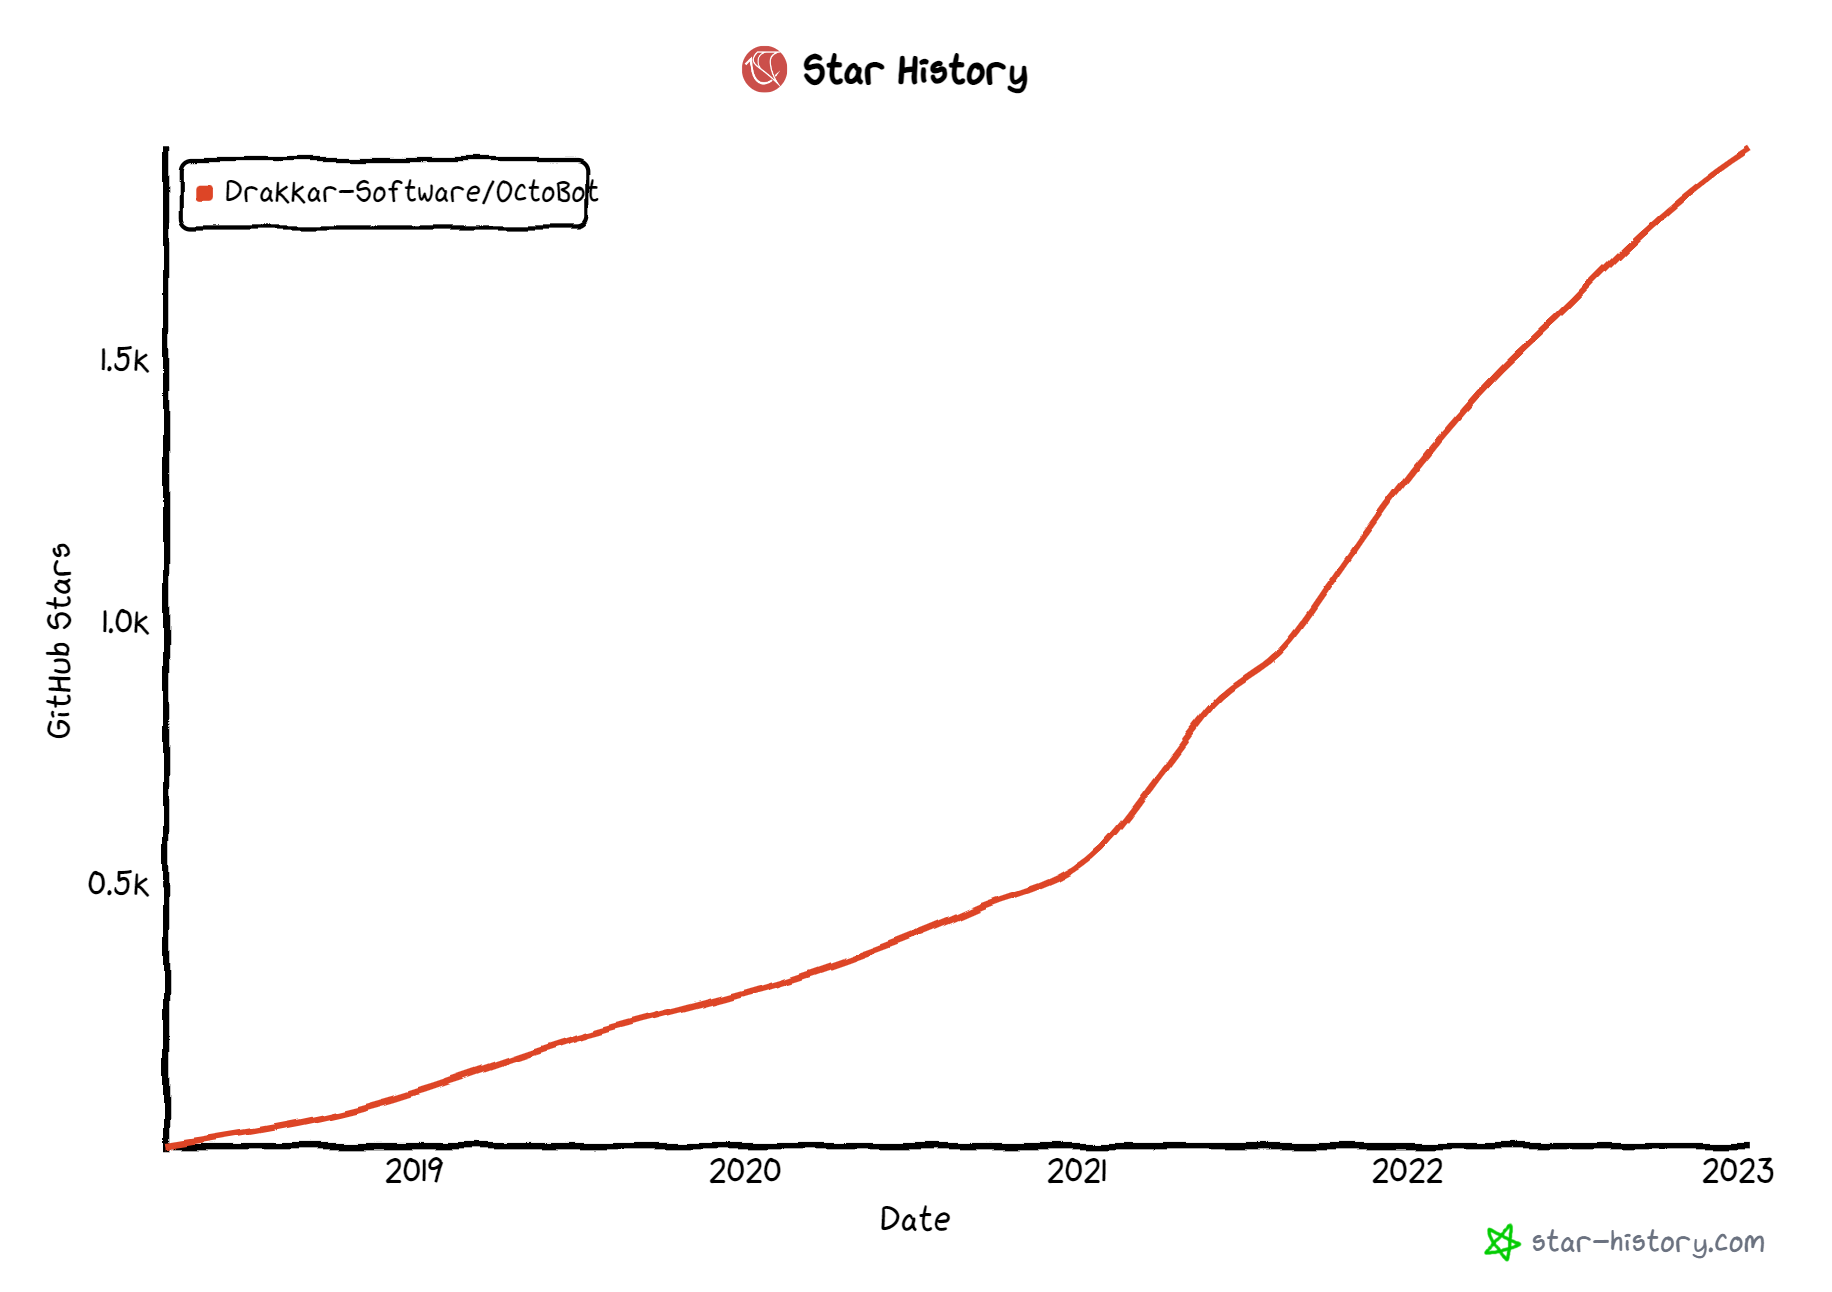 Star History
Drakkar-Software/OctoBot
1.5k
1.0k
0.5k
GitHub Stars
2019 2020 2021 2022 2023
Date
star-history.com